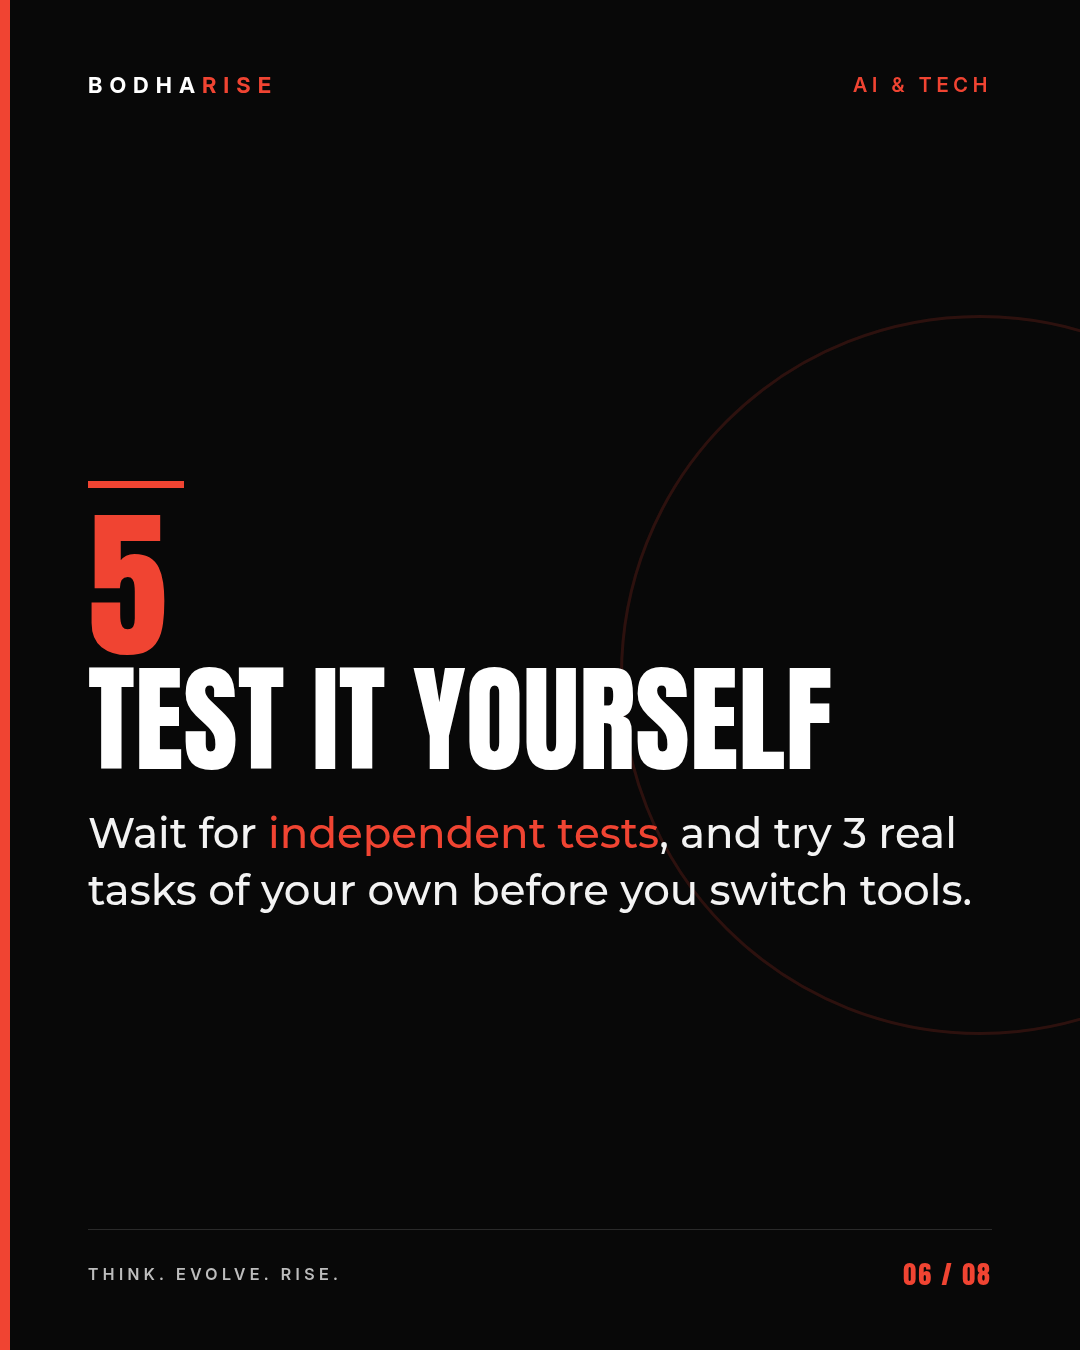 BODHARISE
AI & TECH
5
TEST IT YOURSELF
Wait for independent tests, and try 3 real
tasks of your own before you switch tools.
THINK. EVOLVE. RISE.
06 / 08